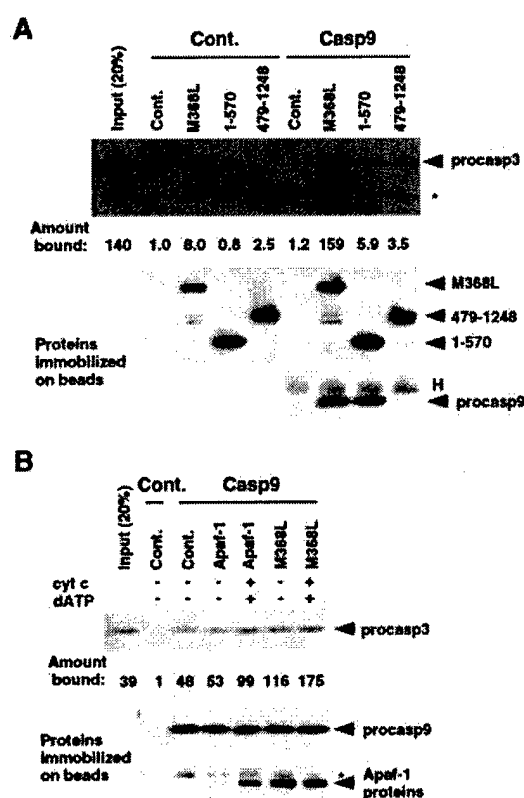 A
Cont. Casp9
Input (20%) Cont. M368L 1-570 479-1248 Cont. M368L 1-570 479-1248
procasp3
*
Amount bound: 140 1.0 8.0 0.8 2.5 1.2 159 5.9 3.5
M368L
479-1248
1-570
Proteins immobilized on beads
H
procasp9
B
Cont. Casp9
Input (20%) Cont. Cont. Apaf-1 Apaf-1 M368L M368L
cyt c - - - + - +
dATP - - - + - +
procasp3
Amount bound: 39 1 48 53 99 116 175
procasp9
Proteins immobilized on beads
*
Apaf-1 proteins